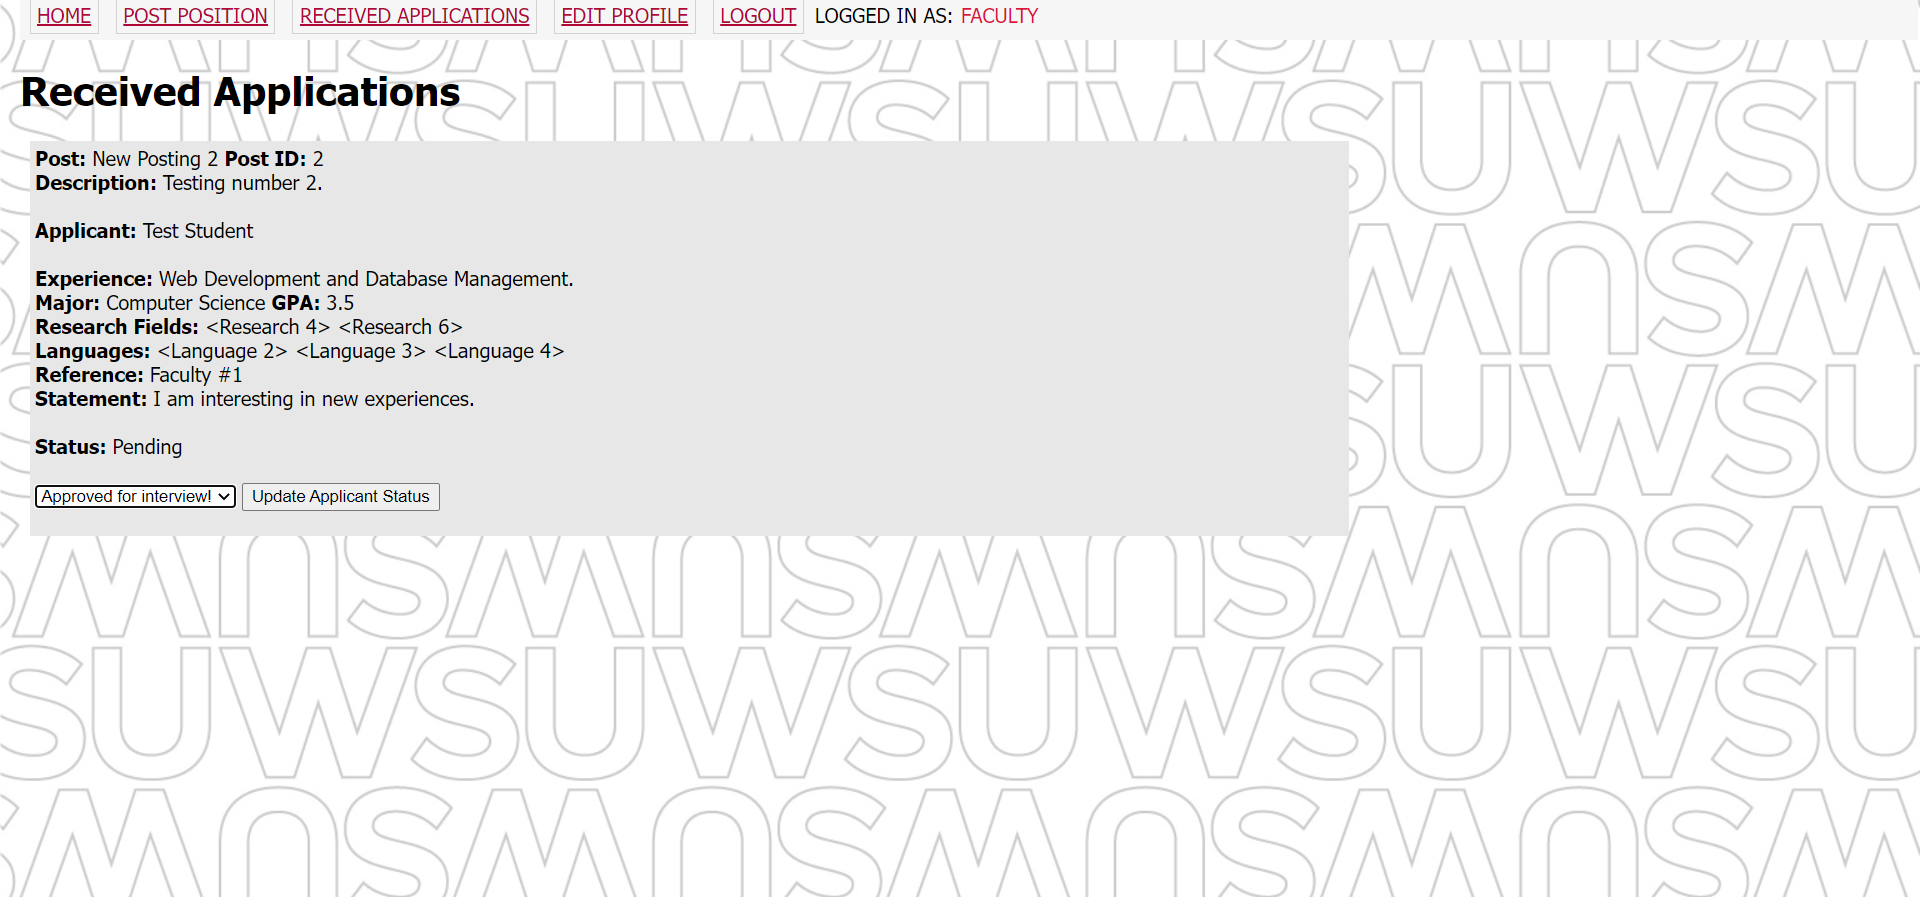 HOME POST POSITION RECEIVED APPLICATIONS EDIT PROFILE LOGOUT LOGGED IN AS: FACULTY
Received Applications
Post: New Posting 2 Post ID: 2
Description: Testing number 2.
Applicant: Test Student
Experience: Web Development and Database Management.
Major: Computer Science GPA: 3.5
Research Fields: <Research 4> <Research 6>
Languages: <Language 2> <Language 3> <Language 4>
Reference: Faculty #1
Statement: I am interesting in new experiences.
Status: Pending
Approved for interview! Update Applicant Status